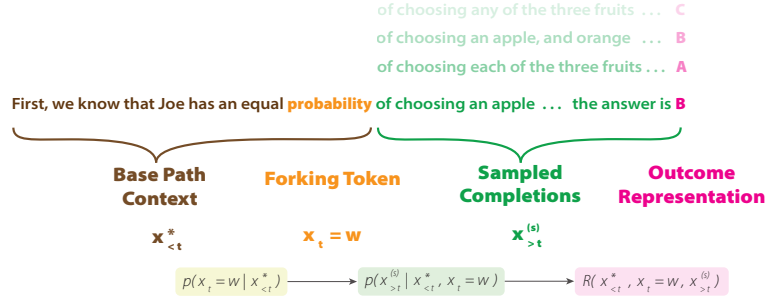 of choosing any of the three fruits ... C
of choosing an apple, and orange ... B
of choosing each of the three fruits ... A
First, we know that Joe has an equal probability of choosing an apple ... the answer is B
Base Path Context
Forking Token
Sampled Completions
Outcome Representation
x*<t
xt = w
x(s)>t
p(xt = w | x*<t)
p(x(s)>t | x*<t, xt = w)
R(x*<t, xt = w, x(s)>t)